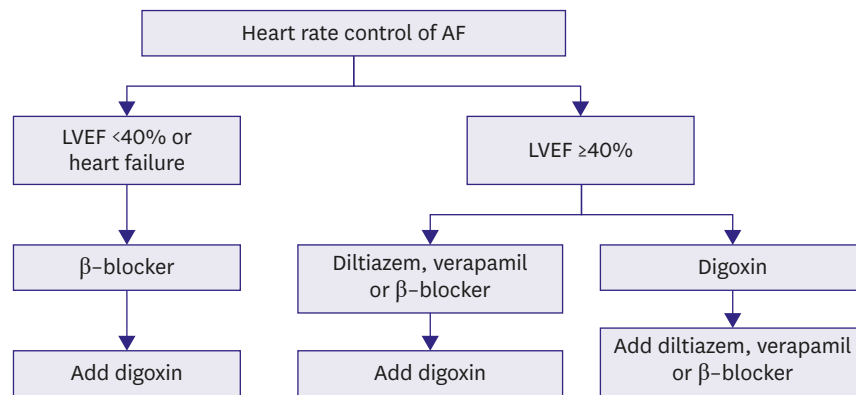 Heart rate control of AF
LVEF <40% or
heart failure
LVEF ≥40%
β-blocker
Diltiazem, verapamil
or β-blocker
Digoxin
Add digoxin
Add digoxin
Add diltiazem, verapamil
or β-blocker